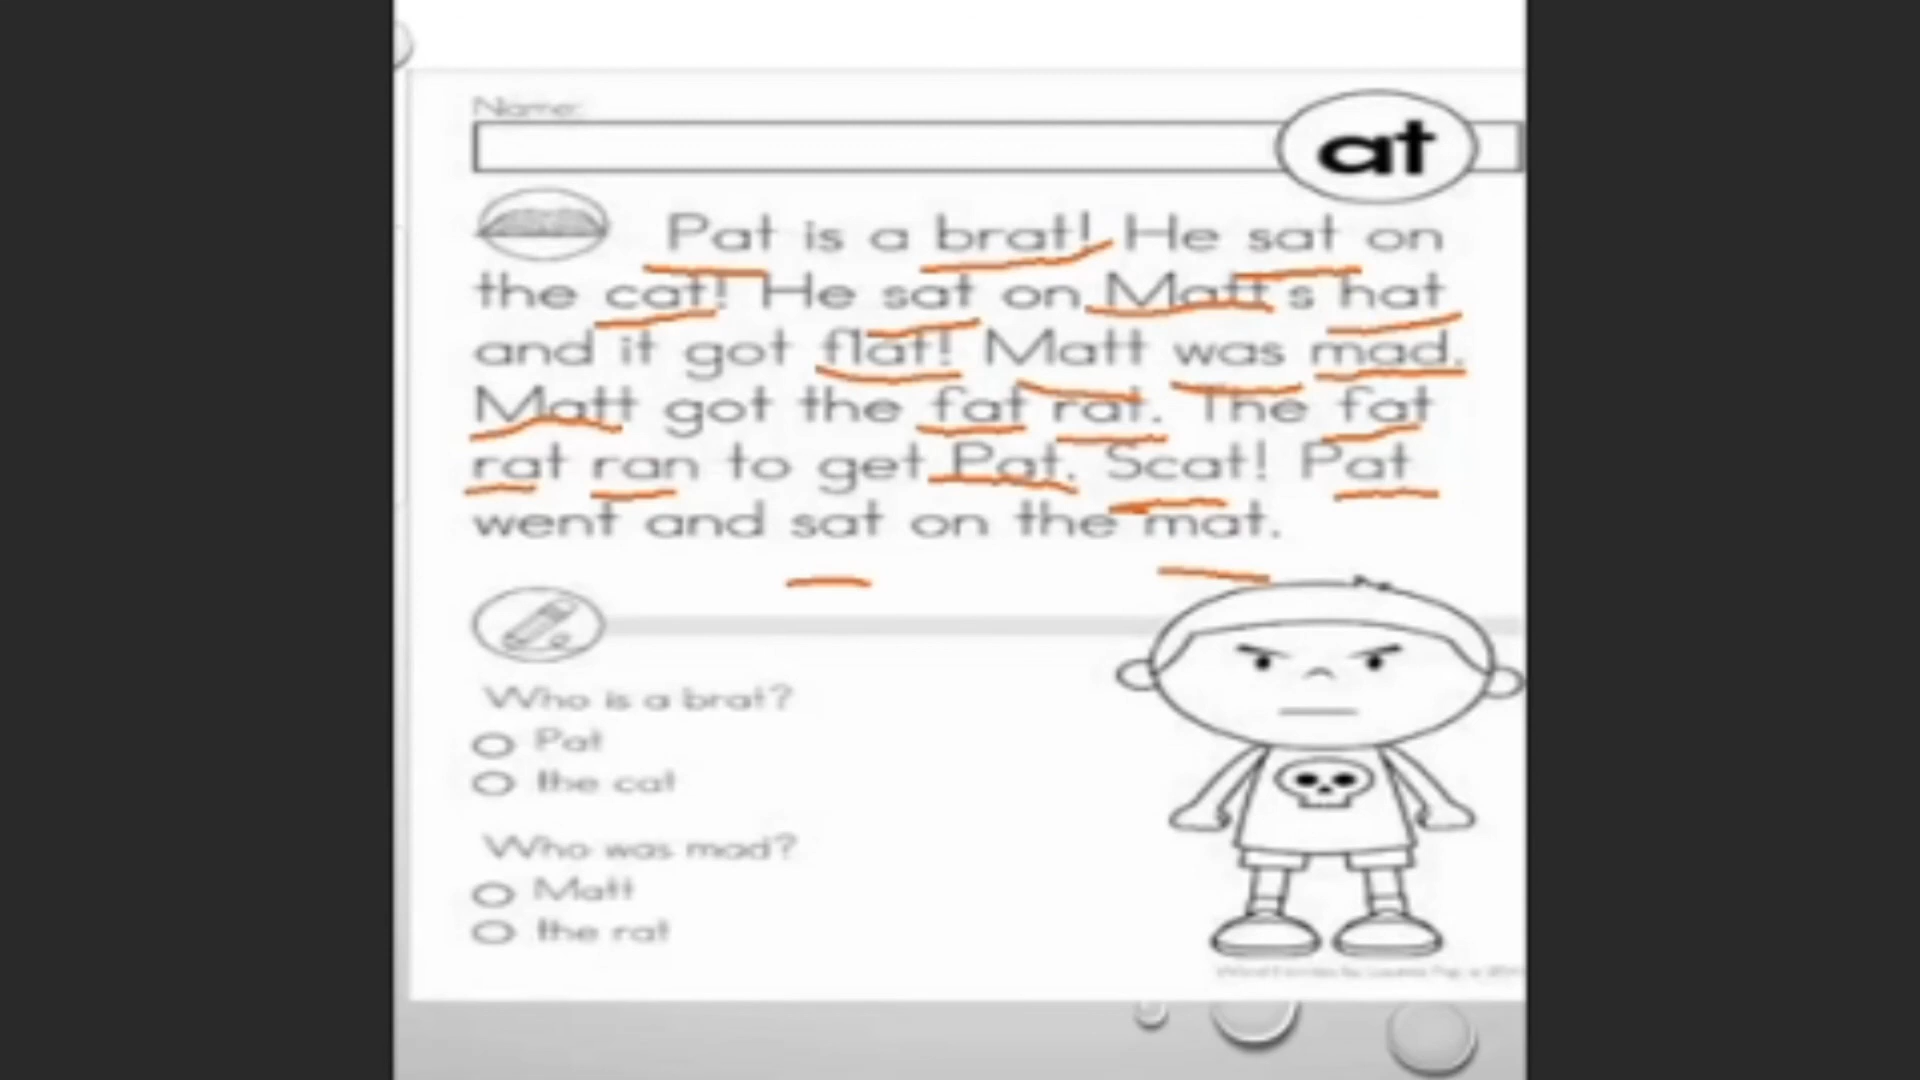 Name:
at
Pat is a brat! He sat on
the cat! He sat on Matt's hat
and it got flat! Matt was mad.
Matt got the fat rat. The fat
rat ran to get Pat. Scat! Pat
went and sat on the mat.
Who is a brat?
Pat
the cat
Who was mad?
Matt
the rat